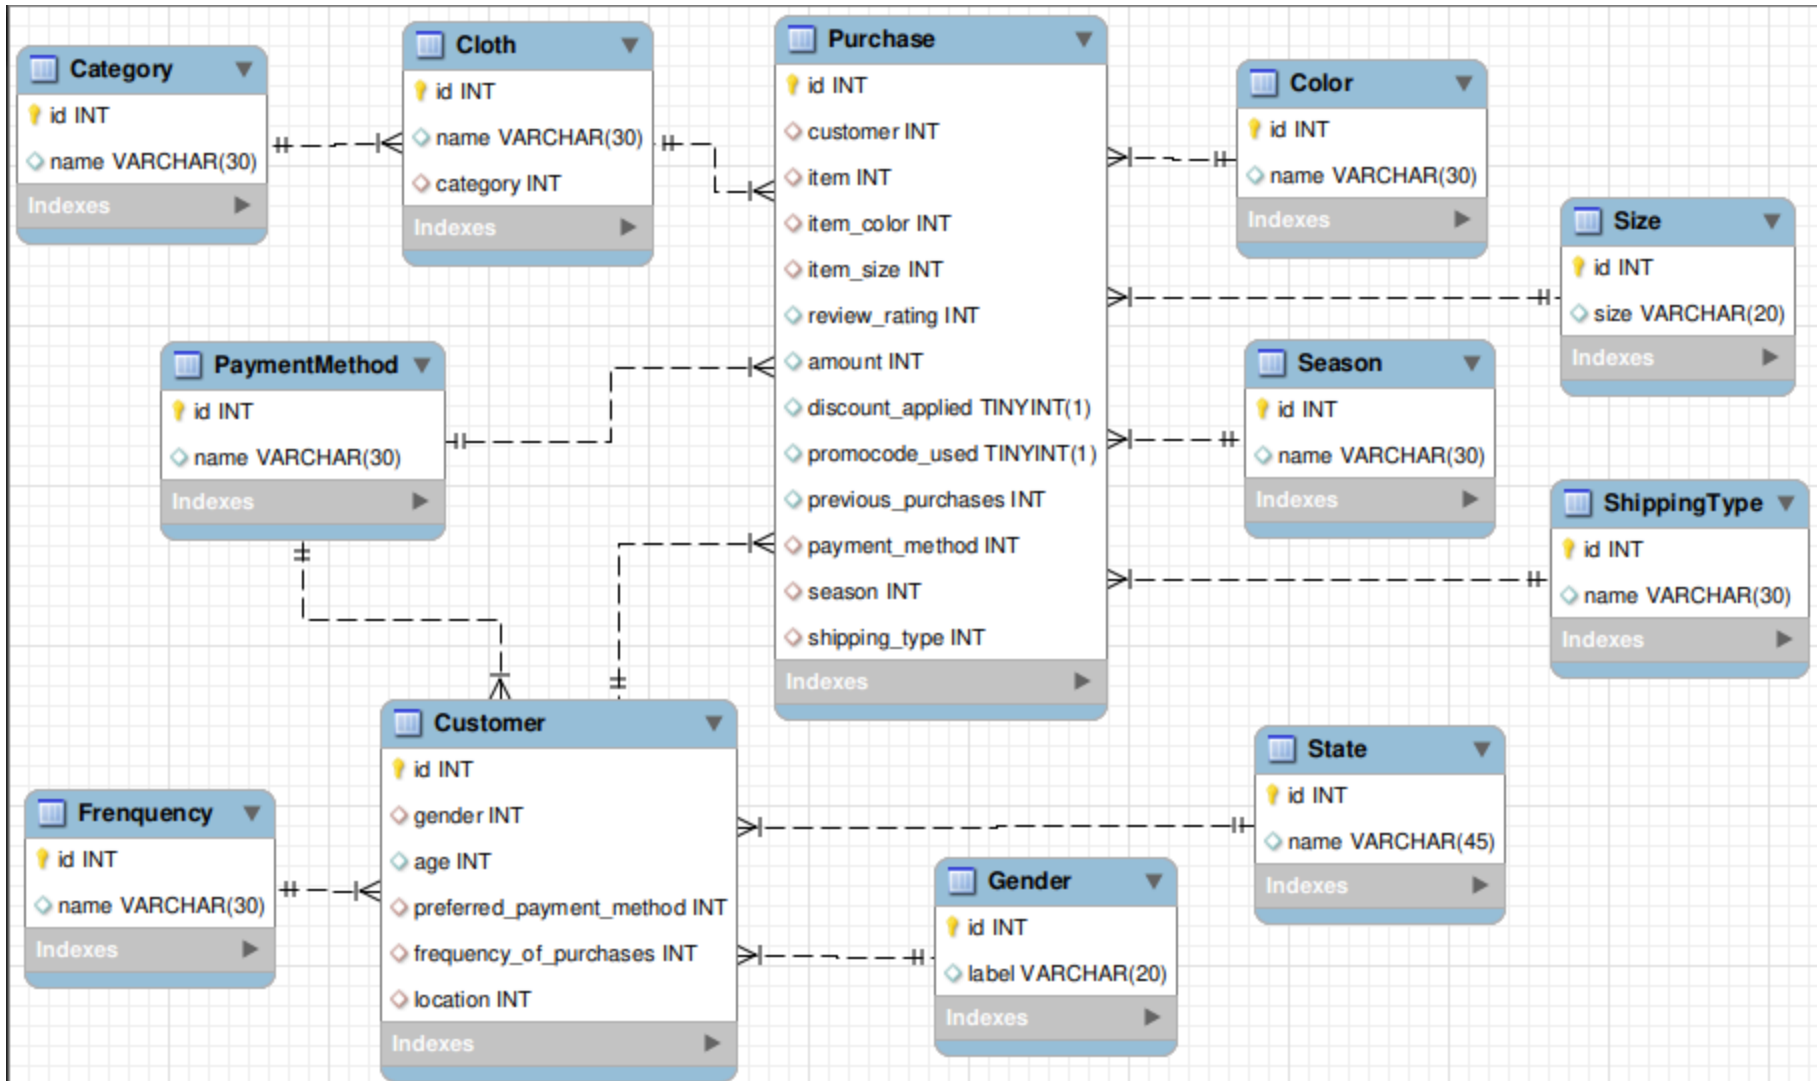 Category
id INT
name VARCHAR(30)
Indexes
Cloth
id INT
name VARCHAR(30)
category INT
Indexes
Purchase
id INT
customer INT
item INT
item_color INT
item_size INT
review_rating INT
amount INT
discount_applied TINYINT(1)
promocode_used TINYINT(1)
previous_purchases INT
payment_method INT
season INT
shipping_type INT
Indexes
Color
id INT
name VARCHAR(30)
Indexes
Size
id INT
size VARCHAR(20)
Indexes
PaymentMethod
id INT
name VARCHAR(30)
Indexes
Season
id INT
name VARCHAR(30)
Indexes
ShippingType
id INT
name VARCHAR(30)
Indexes
Customer
id INT
gender INT
age INT
preferred_payment_method INT
frequency_of_purchases INT
location INT
Indexes
Frenquency
id INT
name VARCHAR(30)
Indexes
State
id INT
name VARCHAR(45)
Indexes
Gender
id INT
label VARCHAR(20)
Indexes